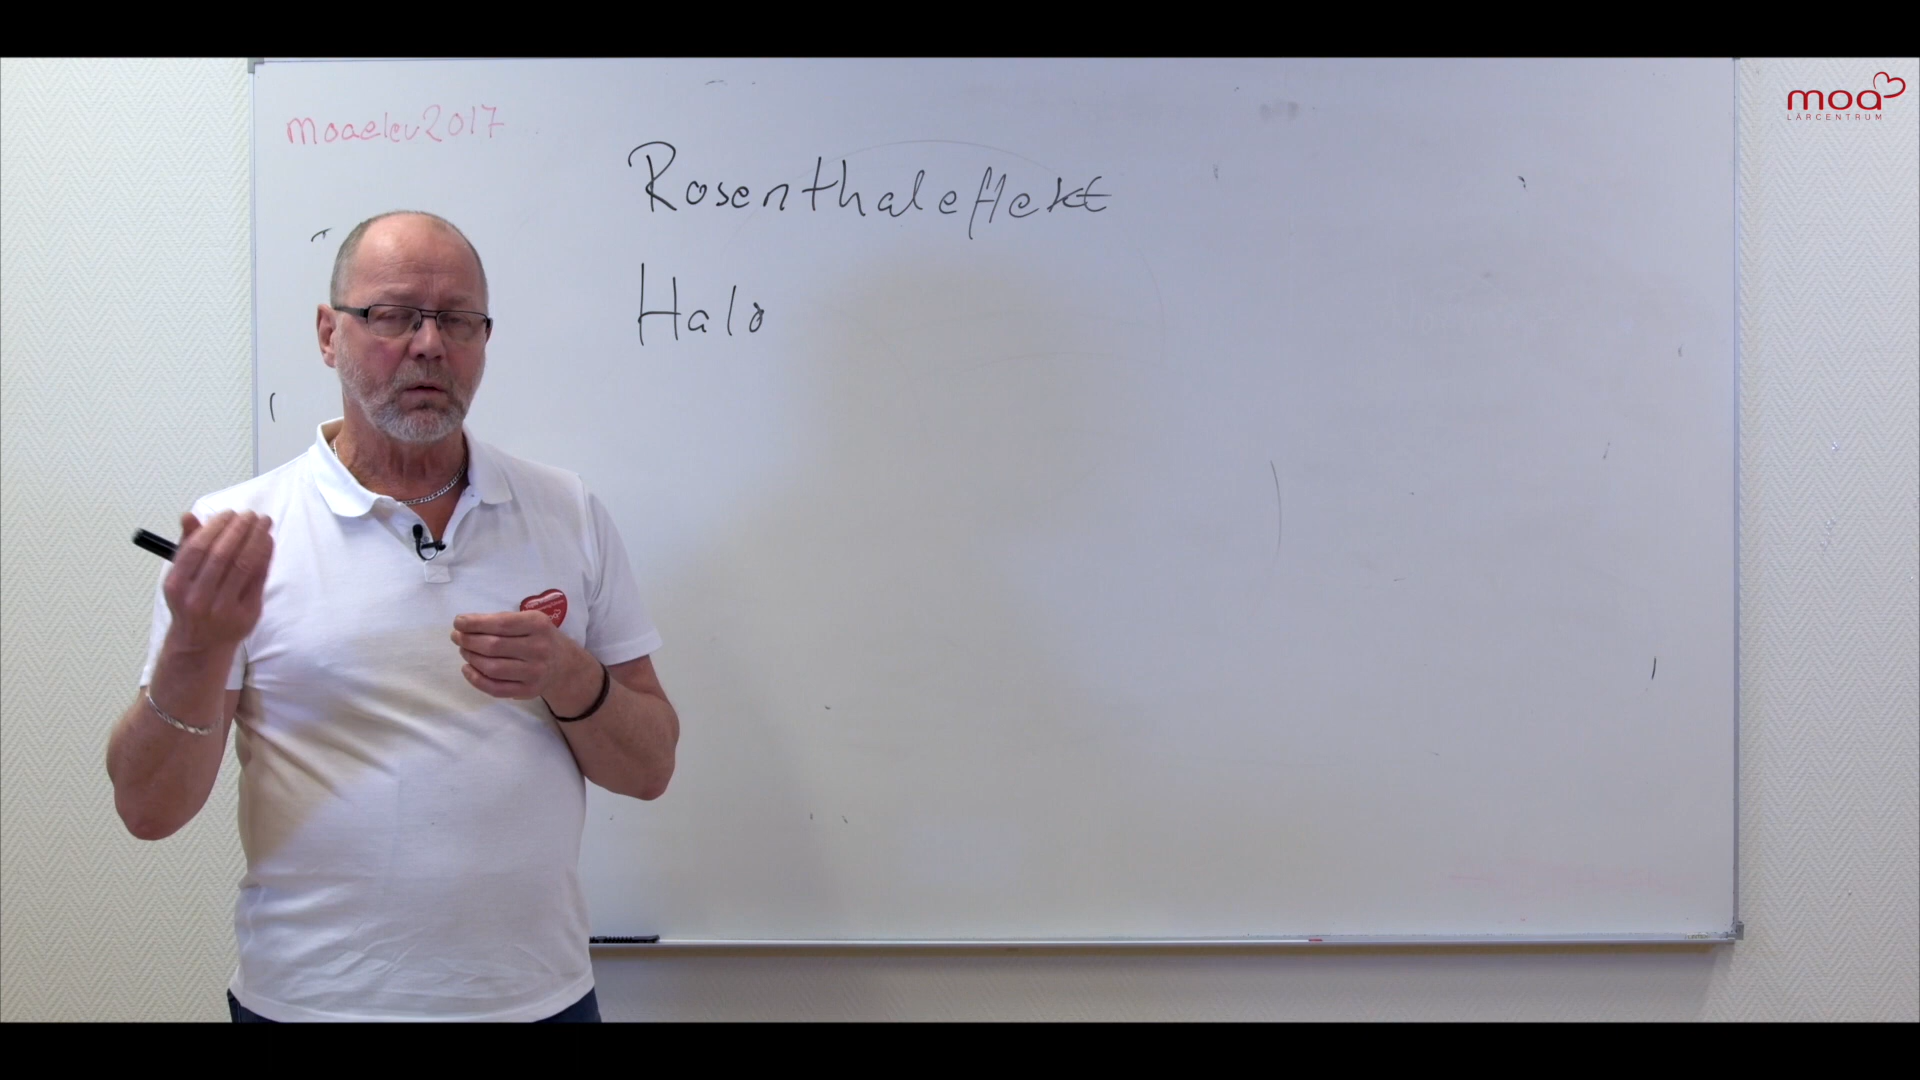 moaelev2017
moa
LÄRCENTRUM
Rosenthaleffekt
Halo